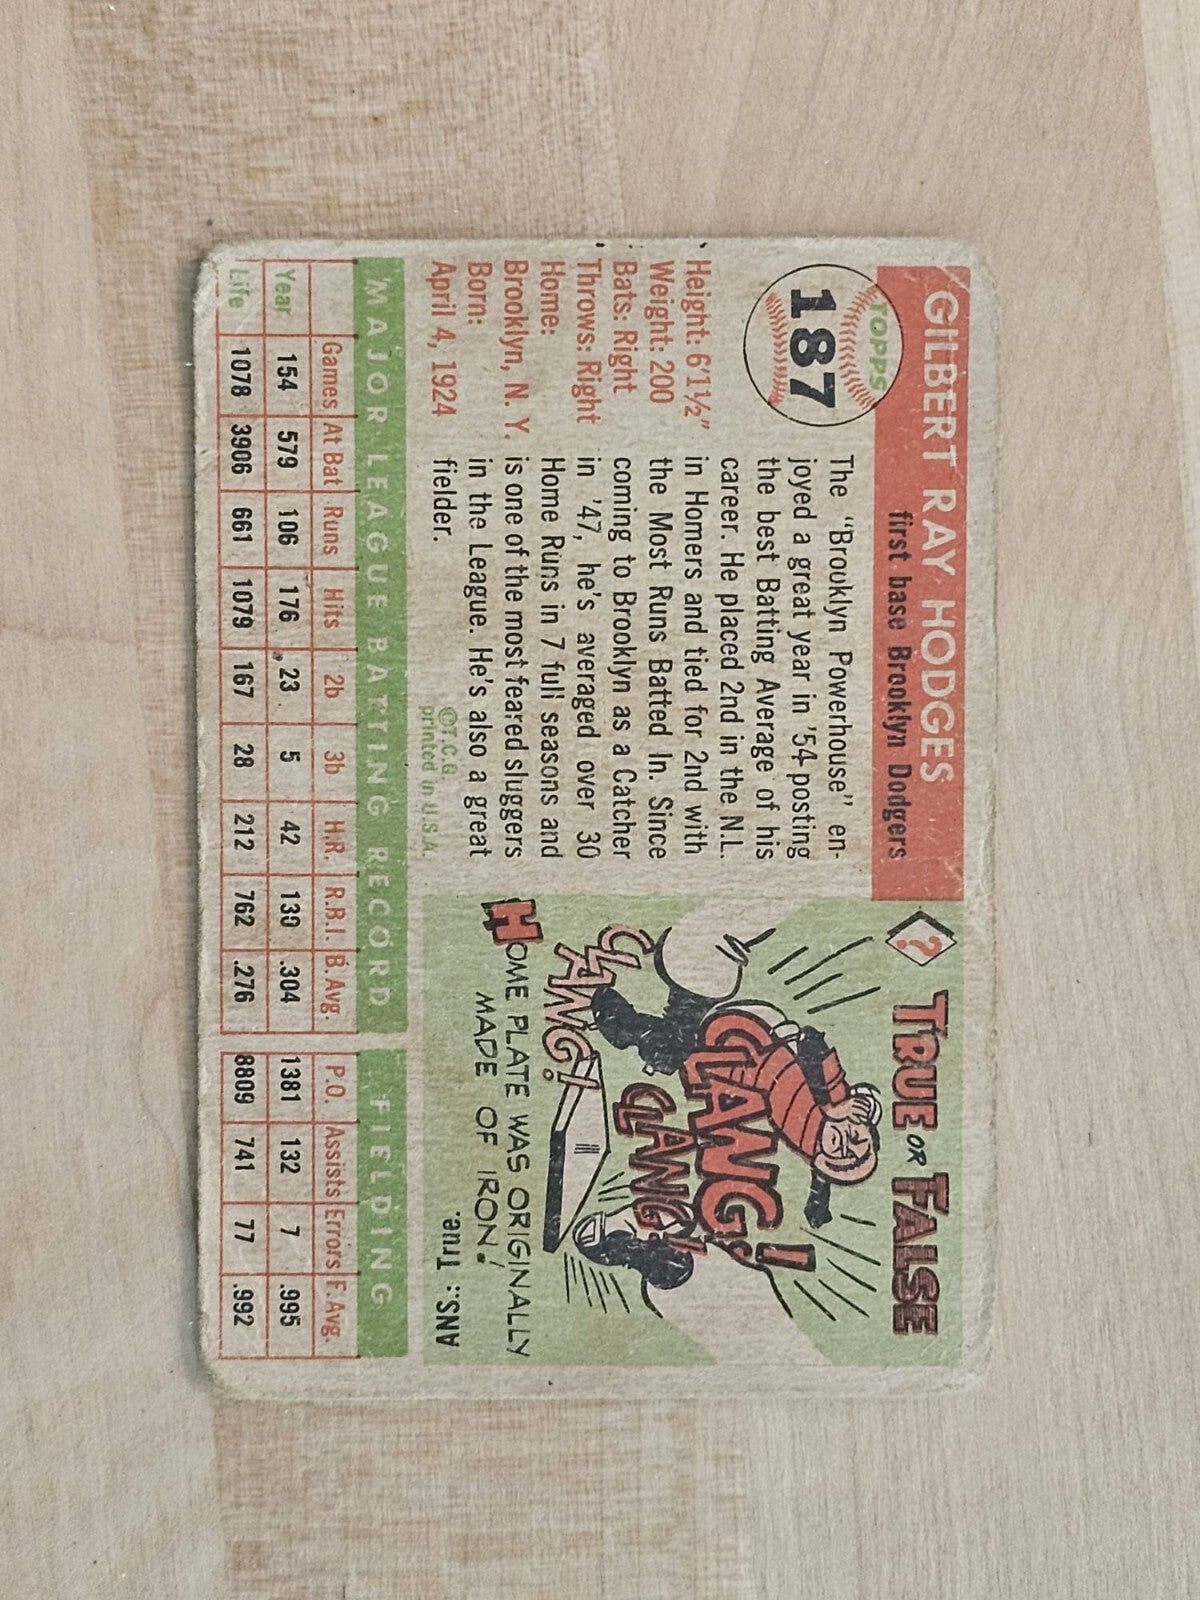 GILBERT RAY HODGES
first base Brooklyn Dodgers
TOPPS
187
Height: 6'1½"
Weight: 200
Bats: Right
Throws: Right
Home:
Brooklyn, N. Y.
Born:
April 4, 1924
The "Brooklyn Powerhouse" en-
joyed a great year in '54 posting
the best Batting Average of his
career. He placed 2nd in the N.L.
in Homers and tied for 2nd with
the Most Runs Batted In. Since
coming to Brooklyn as a Catcher
in '47, he's averaged over 30
Home Runs in 7 full seasons and
is one of the most feared sluggers
in the League. He's also a great
fielder.
©T.C.G.
printed in U.S.A.
?
TRUE OR FALSE
CLANG!
CLANG!
CLANG!
HOME PLATE WAS ORIGINALLY
MADE OF IRON!
ANS.: True.
MAJOR LEAGUE BATTING RECORD FIELDING
Games At Bat Runs Hits 2b 3b H.R. R.B.I. B. Avg. P.O. Assists Errors F. Avg.
Year 154 579 106 176 23 5 42 130 .304 1381 132 7 .995
Life 1078 3906 661 1079 167 28 212 762 .276 8809 741 77 .992